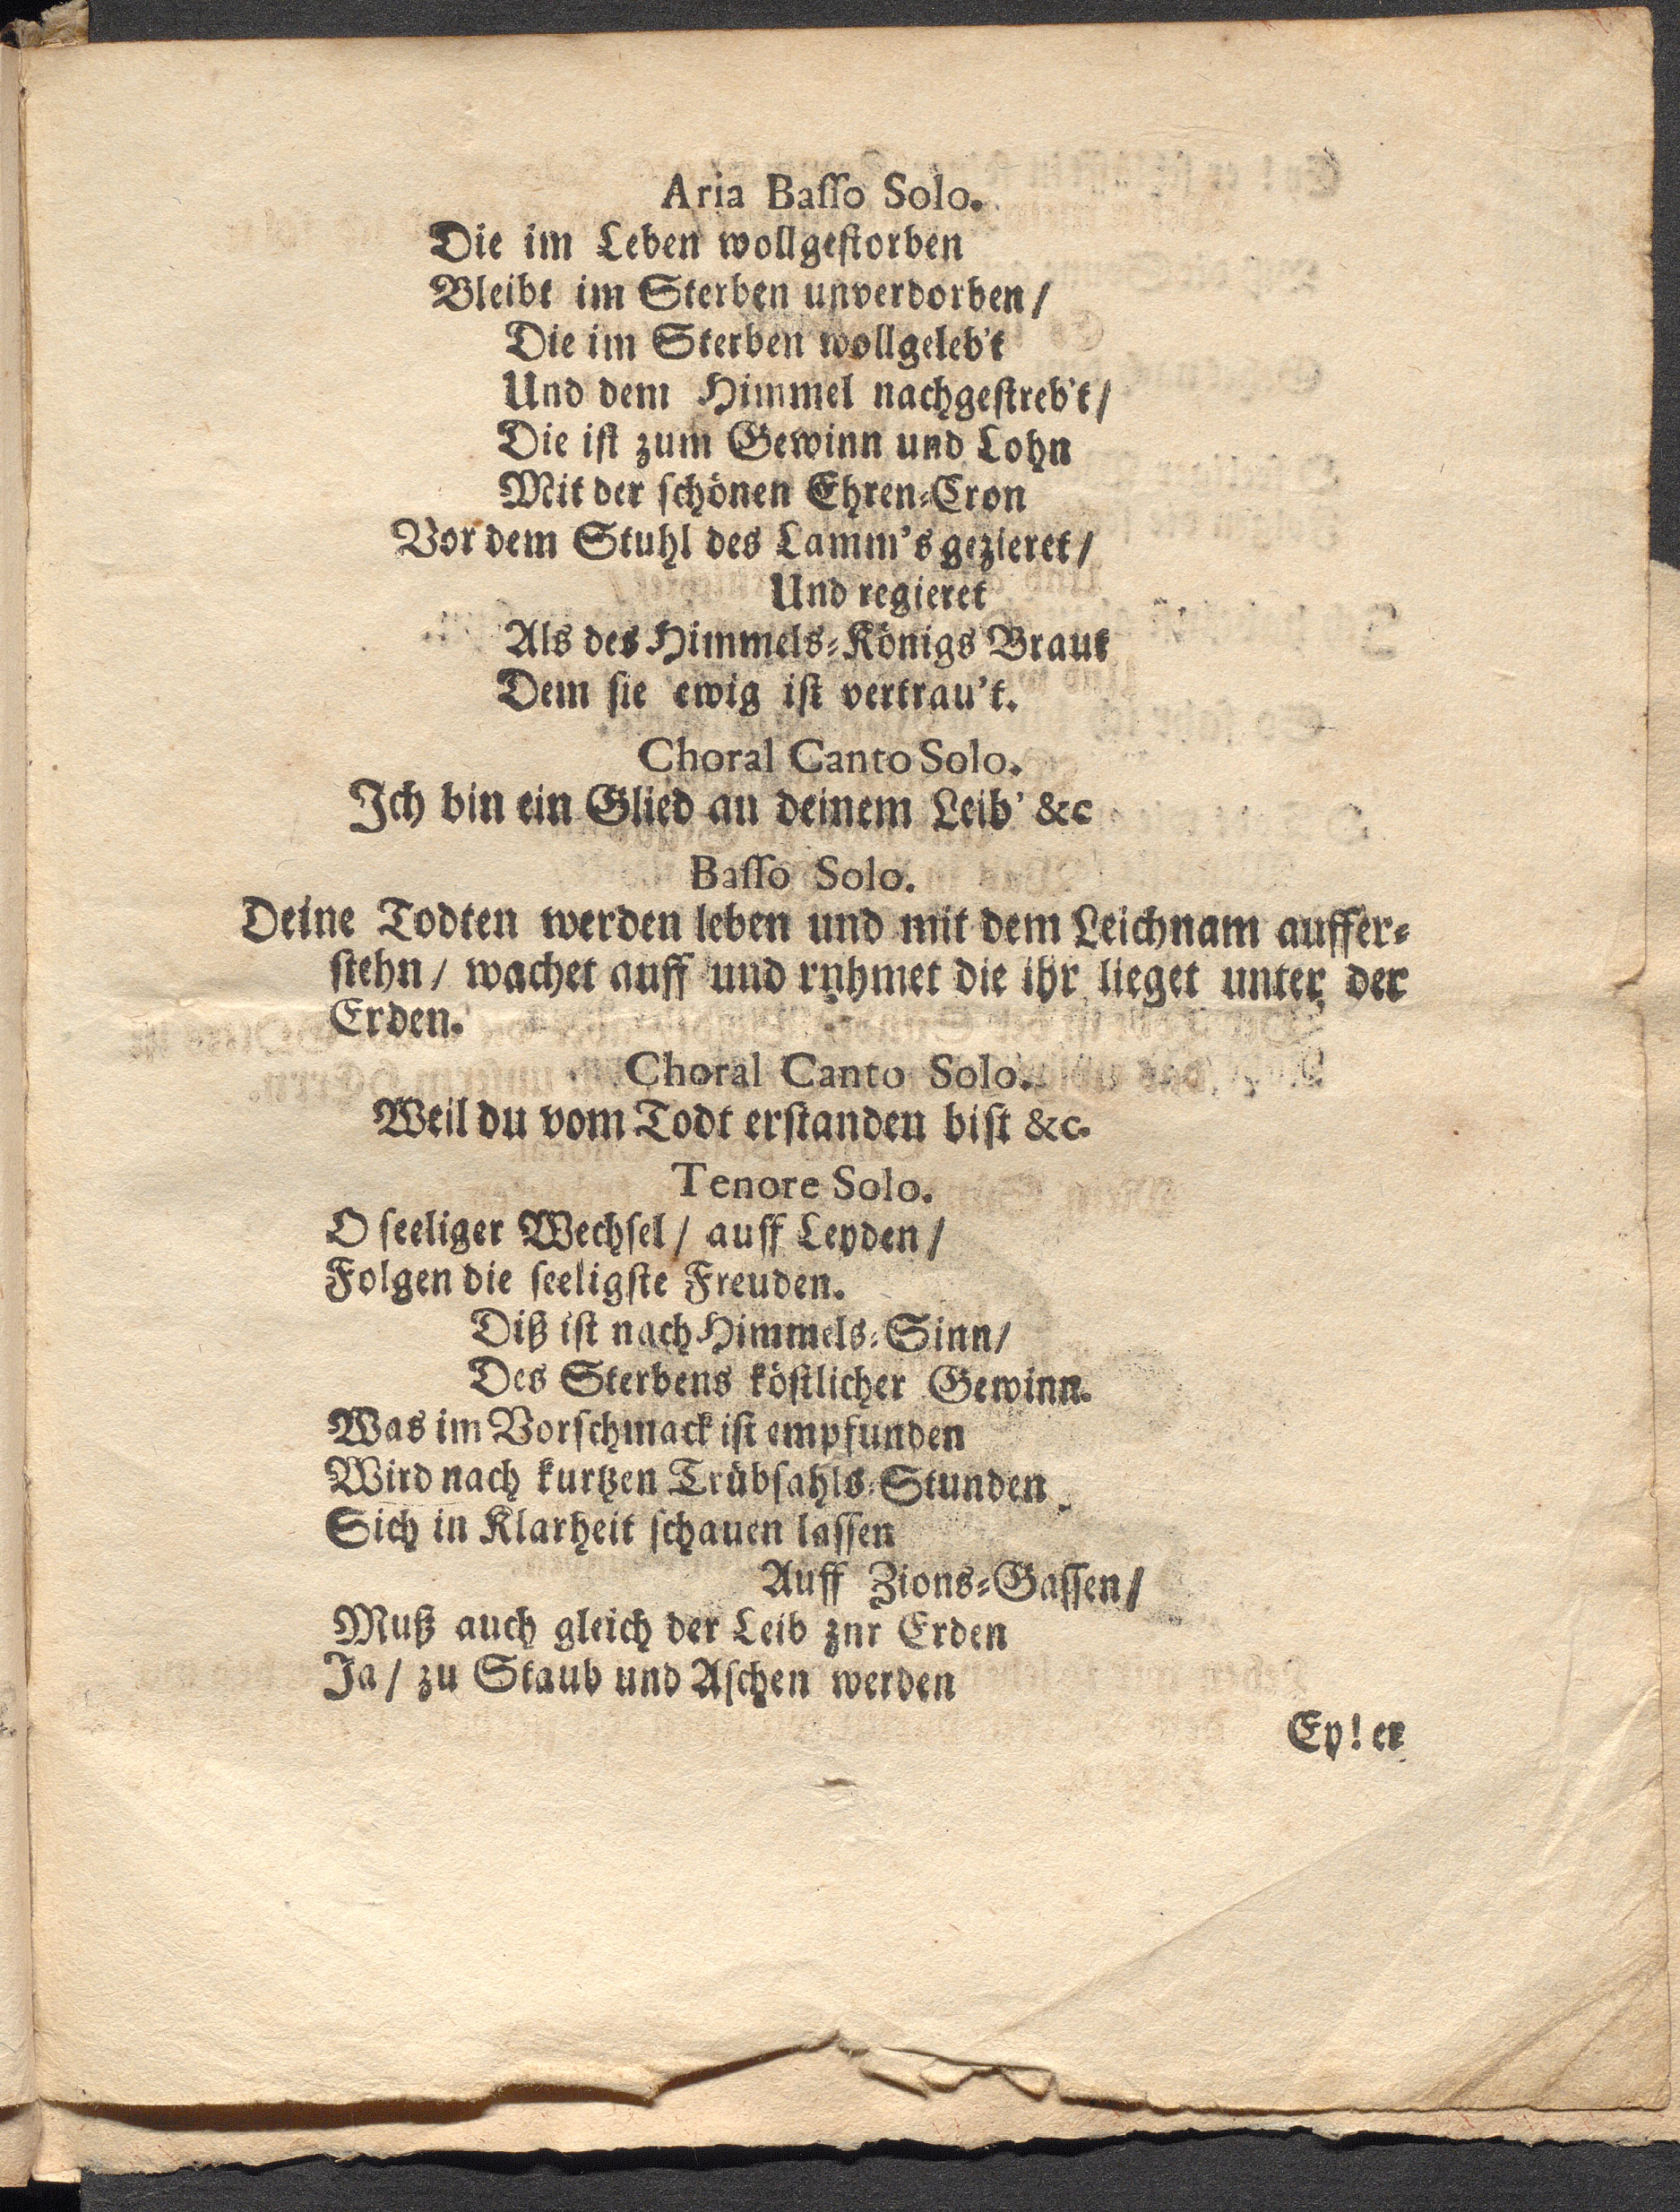 Aria Baſſo Solo.
Die im Leben wollgeſtorben
Bleibt im Sterben unverdorben /
Die im Sterben wollgeleb't
Und dem Himmel nachgeſtreb't /
Die iſt zum Gewinn und Lohn
Mit der ſchönen Ehren⸗Cron
Vor dem Stuhl des Lamm's gezieret /
Und regieret
Als des Himmels⸗Königs Braut
Dem ſie ewig iſt vertrau't.
Choral Canto Solo.
Ich bin ein Glied an deinem Leib' &c
Baſſo Solo.
Deine Todten werden leben und mit dem Leichnam auffer⸗
ſtehn / wachet auff und rühmet die ihr lieget unter der
Erden.
Choral Canto Solo.
Weil du vom Todt erſtanden biſt &c.
Tenore Solo.
O ſeeliger Wechſel / auff Leyden /
Folgen die ſeeligſte Freuden.
Diß iſt nach Himmels⸗Sinn /
Des Sterbens köſtlicher Gewinn.
Was im Vorſchmack iſt empfunden
Wird nach kurtzen Trübſahls⸗Stunden
Sich in Klarheit ſchauen laſſen
Auff Zions⸗Gaſſen /
Muß auch gleich der Leib znr Erden
Ja / zu Staub und Aſchen werden
Ey! er